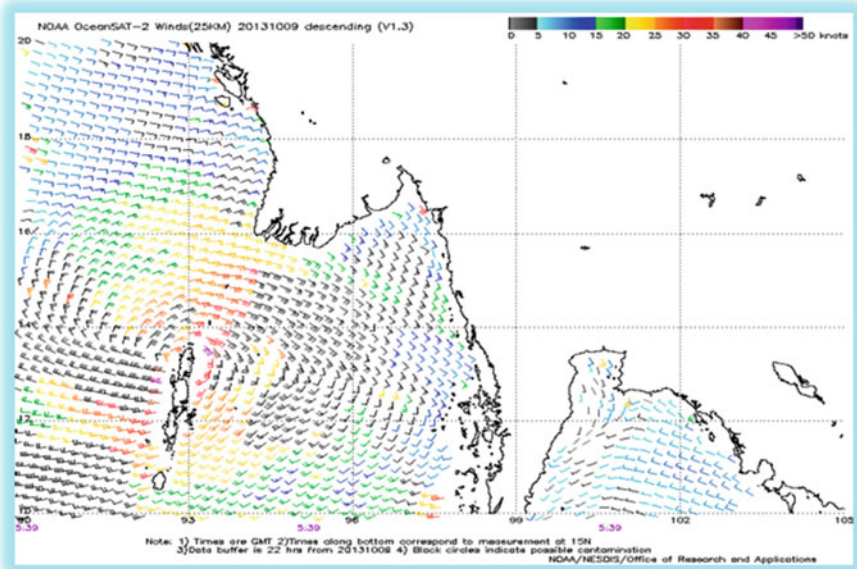 NOAA OceanSAT-2 Winds(25KM) 20131009 descending (V1.3)
0 5 10 15 20 25 30 35 40 45 >50 knots
20
18
16
14
12
10
90 93 96 99 102 105
5:39 5:39
Note: 1) Times are GMT 2)Times along bottom correspond to measurement at 15N
3)Data buffer is 22 hrs from 20131008 4) Black circles indicate possible contamination
NOAA/NESDIS/Office of Research and Applications